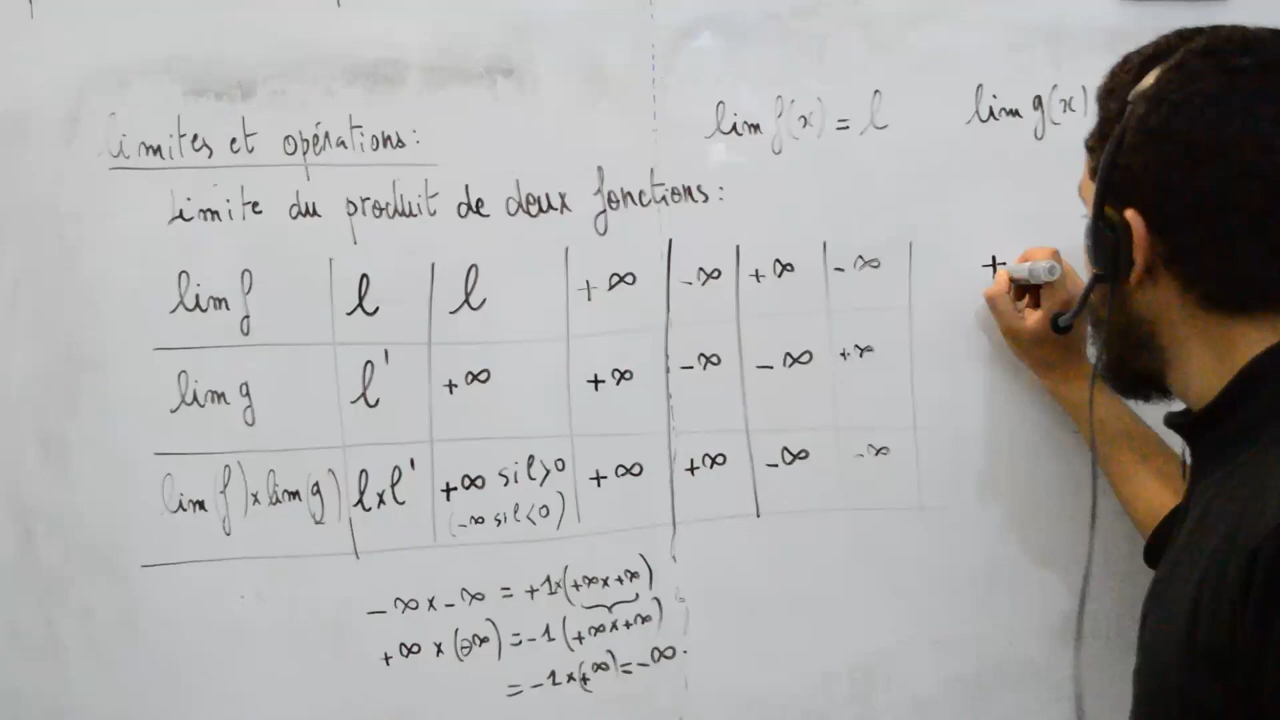 limites et opérations:
lim f(x) = l lim g(x)
Limite du produit de deux fonctions:
lim f l l +∞ -∞ +∞ -∞ +
lim g l' +∞ +∞ -∞ -∞ +∞
lim(f)×lim(g) l×l' +∞ si l>0 +∞ +∞ -∞ -∞
(-∞ si l<0)
-∞ × -∞ = +1×(+∞×+∞)
+∞ × (-∞) = -1(+∞×+∞)
= -1×(+∞) = -∞.